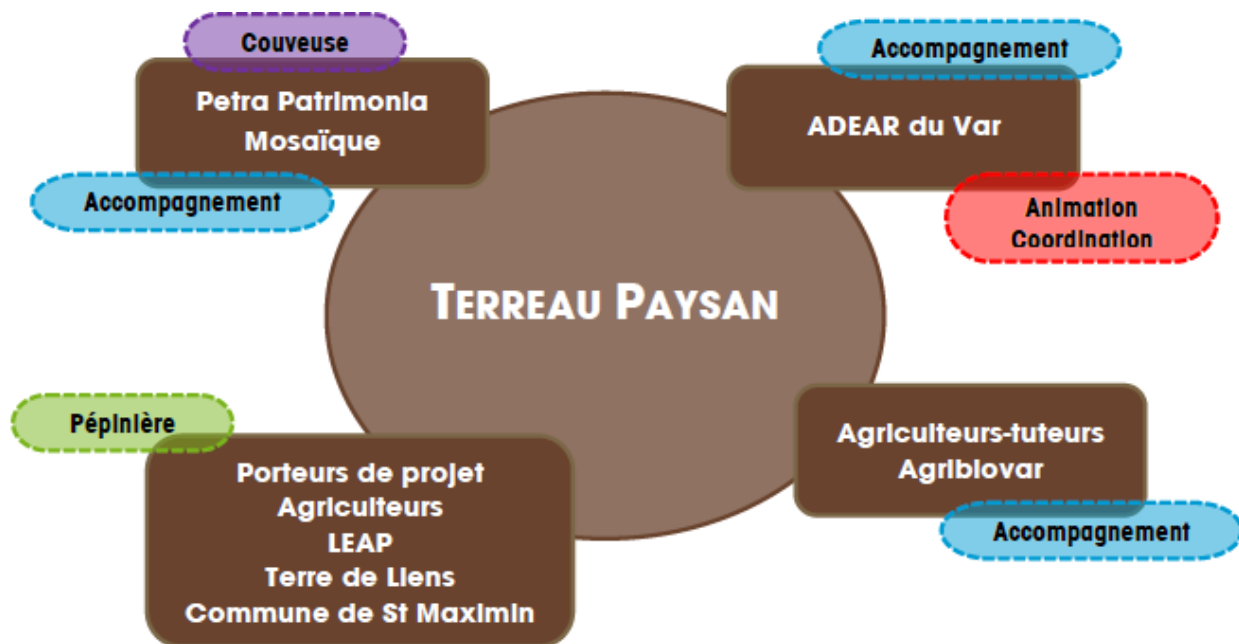 Couveuse
Petra Patrimonia
Mosaïque
Accompagnement
Accompagnement
ADEAR du Var
Animation
Coordination
TERREAU PAYSAN
Pépinière
Porteurs de projet
Agriculteurs
LEAP
Terre de Liens
Commune de St Maximin
Agriculteurs-tuteurs
Agribiovar
Accompagnement